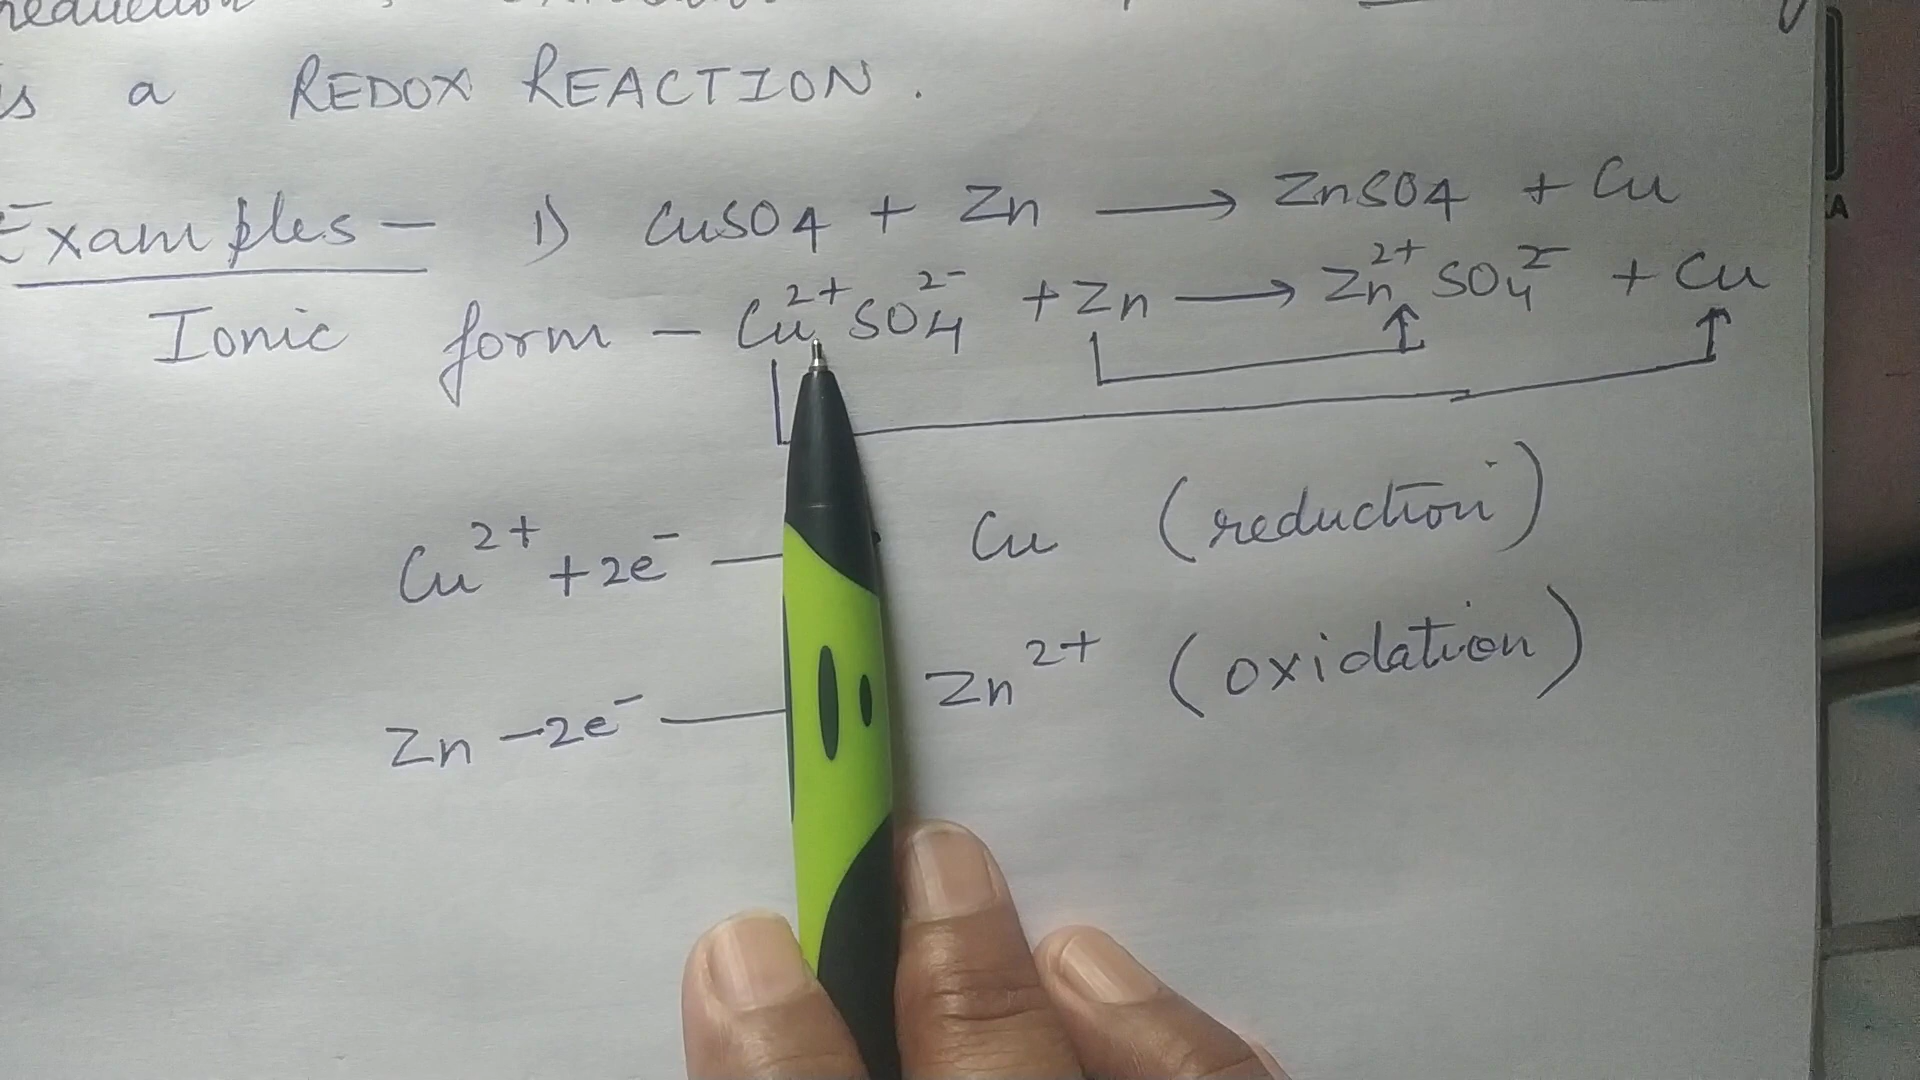 is a REDOX REACTION.
Examples - 1) CuSO4 + Zn → ZnSO4 + Cu
Ionic form - Cu²⁺SO₄²⁻ + Zn → Zn²⁺SO₄²⁻ + Cu
Cu²⁺ + 2e⁻ — Cu (reduction)
Zn - 2e⁻ — Zn²⁺ (oxidation)